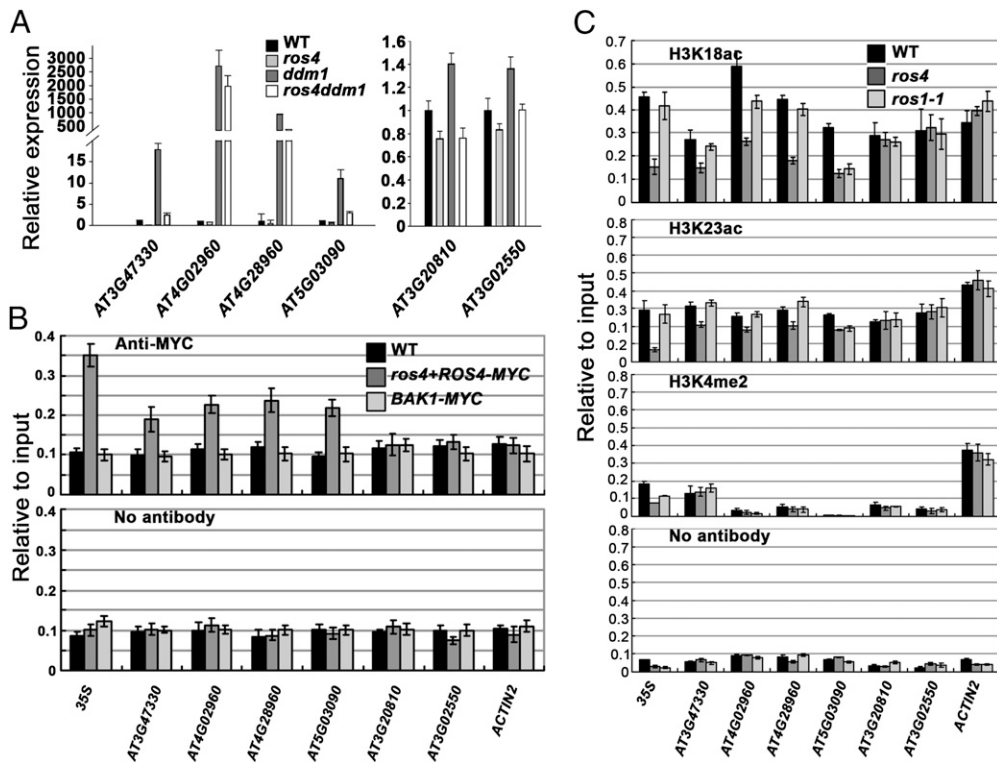 A
Relative expression
3000
2500
2000
1500
1000
500
15
10
5
0
WT
ros4
ddm1
ros4ddm1
AT3G47330
AT4G02960
AT4G28960
AT5G03090
1.6
1.4
1.2
1
0.8
0.6
0.4
0.2
0
AT3G20810
AT3G02550
B
Relative to input
Anti-MYC
0.4
0.3
0.2
0.1
0
WT
ros4+ROS4-MYC
BAK1-MYC
No antibody
0.4
0.3
0.2
0.1
0
35S
AT3G47330
AT4G02960
AT4G28960
AT5G03090
AT3G20810
AT3G02550
ACTIN2
C
Relative to input
H3K18ac
0.7
0.6
0.5
0.4
0.3
0.2
0.1
0
WT
ros4
ros1-1
H3K23ac
0.8
0.7
0.6
0.5
0.4
0.3
0.2
0.1
0
H3K4me2
0.8
0.7
0.6
0.5
0.4
0.3
0.2
0.1
0
No antibody
0.8
0.7
0.6
0.5
0.4
0.3
0.2
0.1
0
35S
AT3G47330
AT4G02960
AT4G28960
AT5G03090
AT3G20810
AT3G02550
ACTIN2